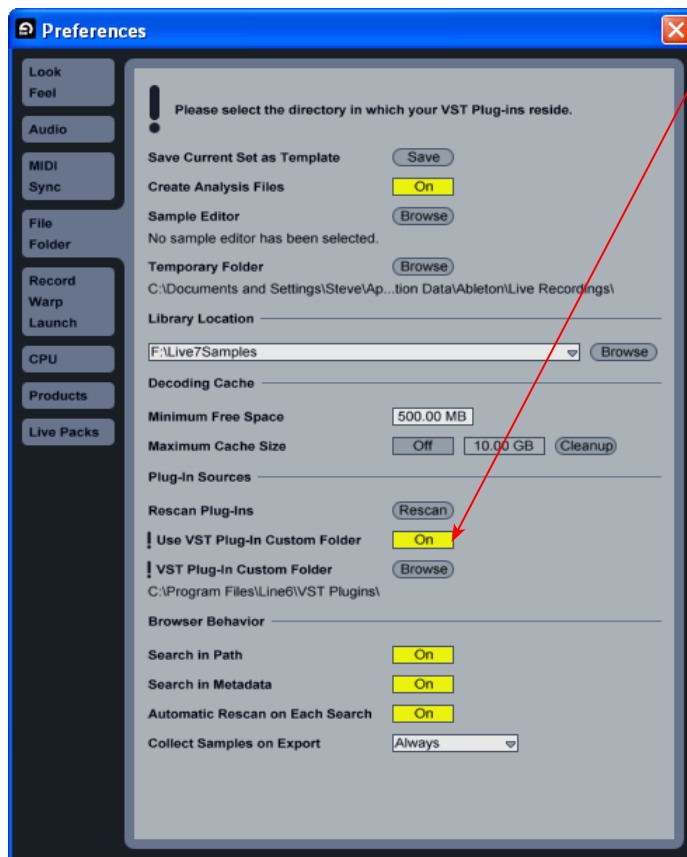 Preferences
Look
Feel
Audio
MIDI
Sync
File
Folder
Record
Warp
Launch
CPU
Products
Live Packs
Please select the directory in which your VST Plug-ins reside.
Save Current Set as Template Save
Create Analysis Files On
Sample Editor Browse
No sample editor has been selected.
Temporary Folder Browse
C:\Documents and Settings\Steve\Ap...tion Data\Ableton\Live Recordings\
Library Location
F:\Live7Samples Browse
Decoding Cache
Minimum Free Space 500.00 MB
Maximum Cache Size Off 10.00 GB Cleanup
Plug-In Sources
Rescan Plug-Ins Rescan
Use VST Plug-In Custom Folder On
VST Plug-In Custom Folder Browse
C:\Program Files\Line6\VST Plugins\
Browser Behavior
Search in Path On
Search in Metadata On
Automatic Rescan on Each Search On
Collect Samples on Export Always